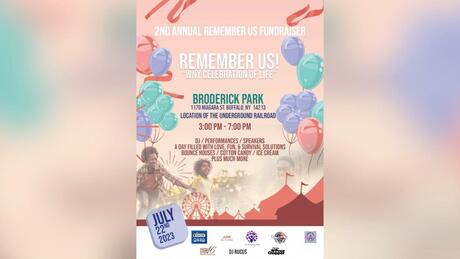 2ND ANNUAL REMEMBER US FUNDRAISER
REMEMBER US!
"WNY CELEBRATION OF LIFE"
BRODERICK PARK
1170 NIAGARA ST. BUFFALO, NY 14213
LOCATION OF THE UNDERGROUND RAILROAD
3:00 PM - 7:00 PM
DJ / PERFORMANCES / SPEAKERS
A DAY FILLED WITH LOVE, FUN, & SURVIVAL SOLUTIONS
BOUNCE HOUSES / COTTON CANDY / ICE CREAM
PLUS MUCH MORE
JULY
22ND
2023
DJ RUCUS